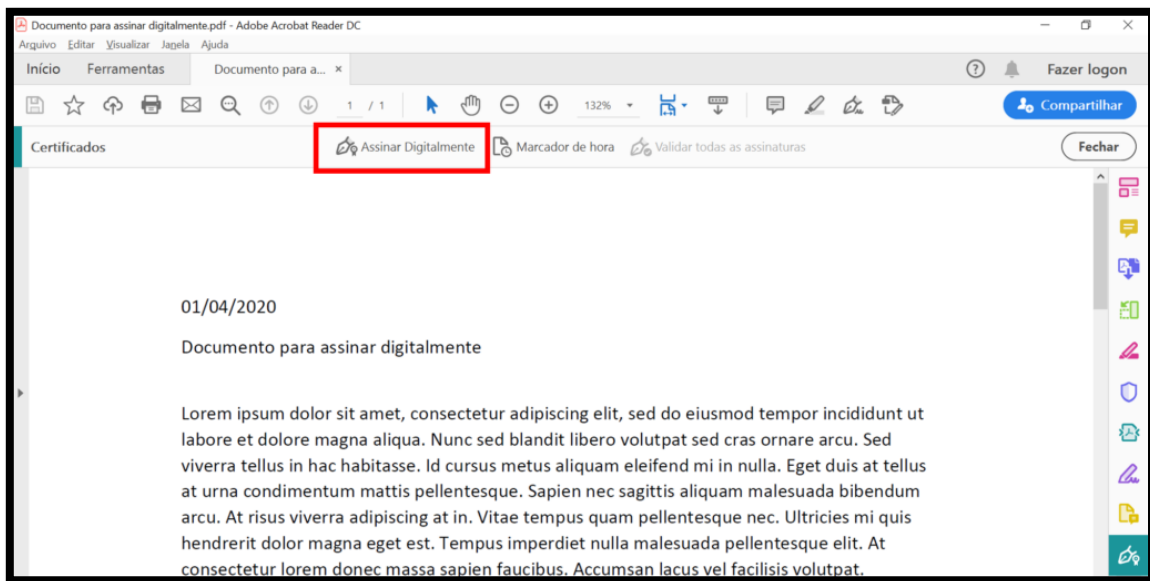 Documento para assinar digitalmente.pdf - Adobe Acrobat Reader DC
Arquivo Editar Visualizar Janela Ajuda
Início Ferramentas Documento para a... × ? Fazer logon
1 / 1 132% Compartilhar
Certificados Assinar Digitalmente Marcador de hora Validar todas as assinaturas Fechar
01/04/2020
Documento para assinar digitalmente
Lorem ipsum dolor sit amet, consectetur adipiscing elit, sed do eiusmod tempor incididunt ut
labore et dolore magna aliqua. Nunc sed blandit libero volutpat sed cras ornare arcu. Sed
viverra tellus in hac habitasse. Id cursus metus aliquam eleifend mi in nulla. Eget duis at tellus
at urna condimentum mattis pellentesque. Sapien nec sagittis aliquam malesuada bibendum
arcu. At risus viverra adipiscing at in. Vitae tempus quam pellentesque nec. Ultricies mi quis
hendrerit dolor magna eget est. Tempus imperdiet nulla malesuada pellentesque elit. At
consectetur lorem donec massa sapien faucibus. Accumsan lacus vel facilisis volutpat.